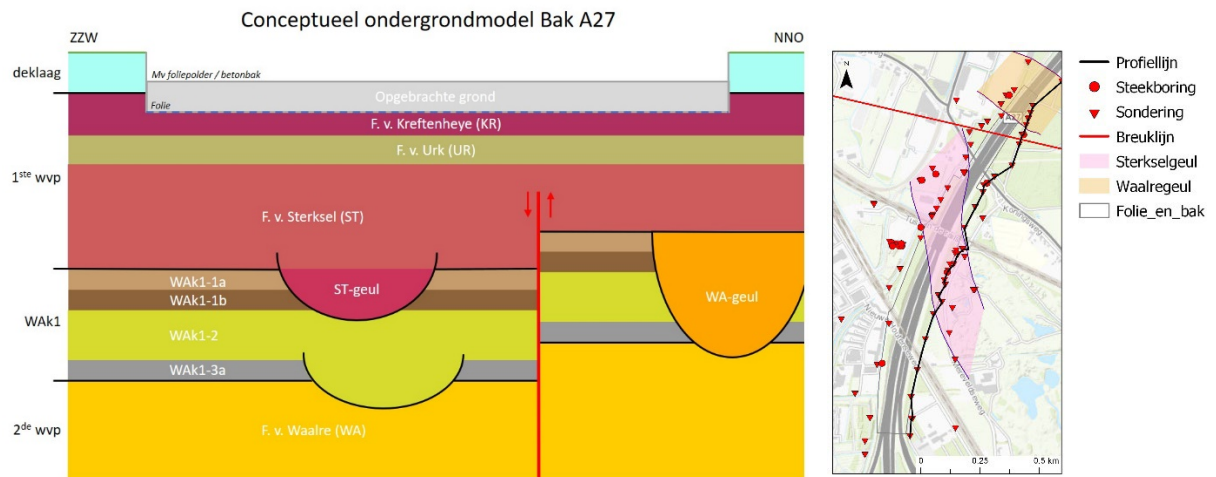 Conceptueel ondergrondmodel Bak A27
ZZW
NNO
deklaag
Mv foliepolder / betonbak
Opgebrachte grond
Folie
F. v. Kreftenheye (KR)
F. v. Urk (UR)
1ste wvp
F. v. Sterksel (ST)
WAk1-1a
ST-geul
WA-geul
WAk1-1b
WAk1
WAk1-2
WAk1-3a
2de wvp
F. v. Waalre (WA)
N
A27
Koningsweg
0
0.25
0.5 km
Profiellijn
Steekboring
Sondering
Breuklijn
Sterkselgeul
Waalregeul
Folie_en_bak